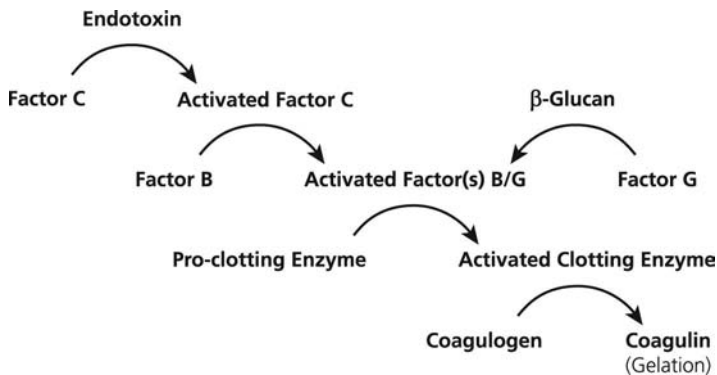 Endotoxin
Factor C
Activated Factor C
β-Glucan
Factor B
Activated Factor(s) B/G
Factor G
Pro-clotting Enzyme
Activated Clotting Enzyme
Coagulogen
Coagulin
(Gelation)